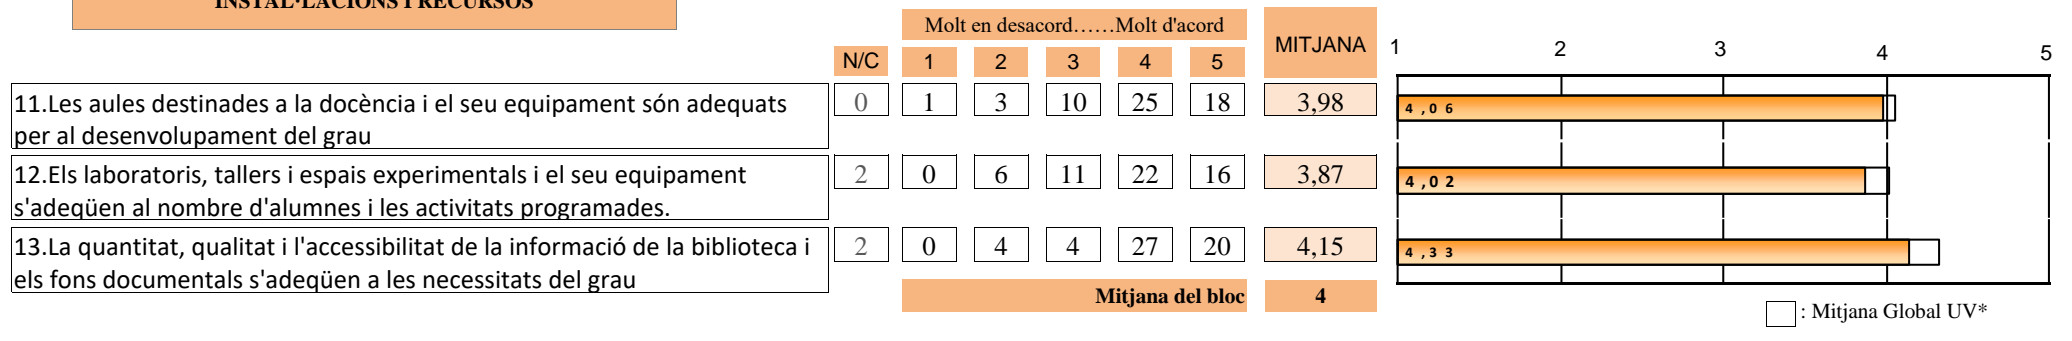 INSTAL·LACIONS I RECURSOS
Molt en desacord……Molt d'acord
MITJANA
N/C 1 2 3 4 5
1 2 3 4 5
11.Les aules destinades a la docència i el seu equipament són adequats
per al desenvolupament del grau
0 1 3 10 25 18 3,98
4,06
12.Els laboratoris, tallers i espais experimentals i el seu equipament
s'adeqüen al nombre d'alumnes i les activitats programades.
2 0 6 11 22 16 3,87
4,02
13.La quantitat, qualitat i l'accessibilitat de la informació de la biblioteca i
els fons documentals s'adeqüen a les necessitats del grau
2 0 4 4 27 20 4,15
4,33
Mitjana del bloc 4
: Mitjana Global UV*